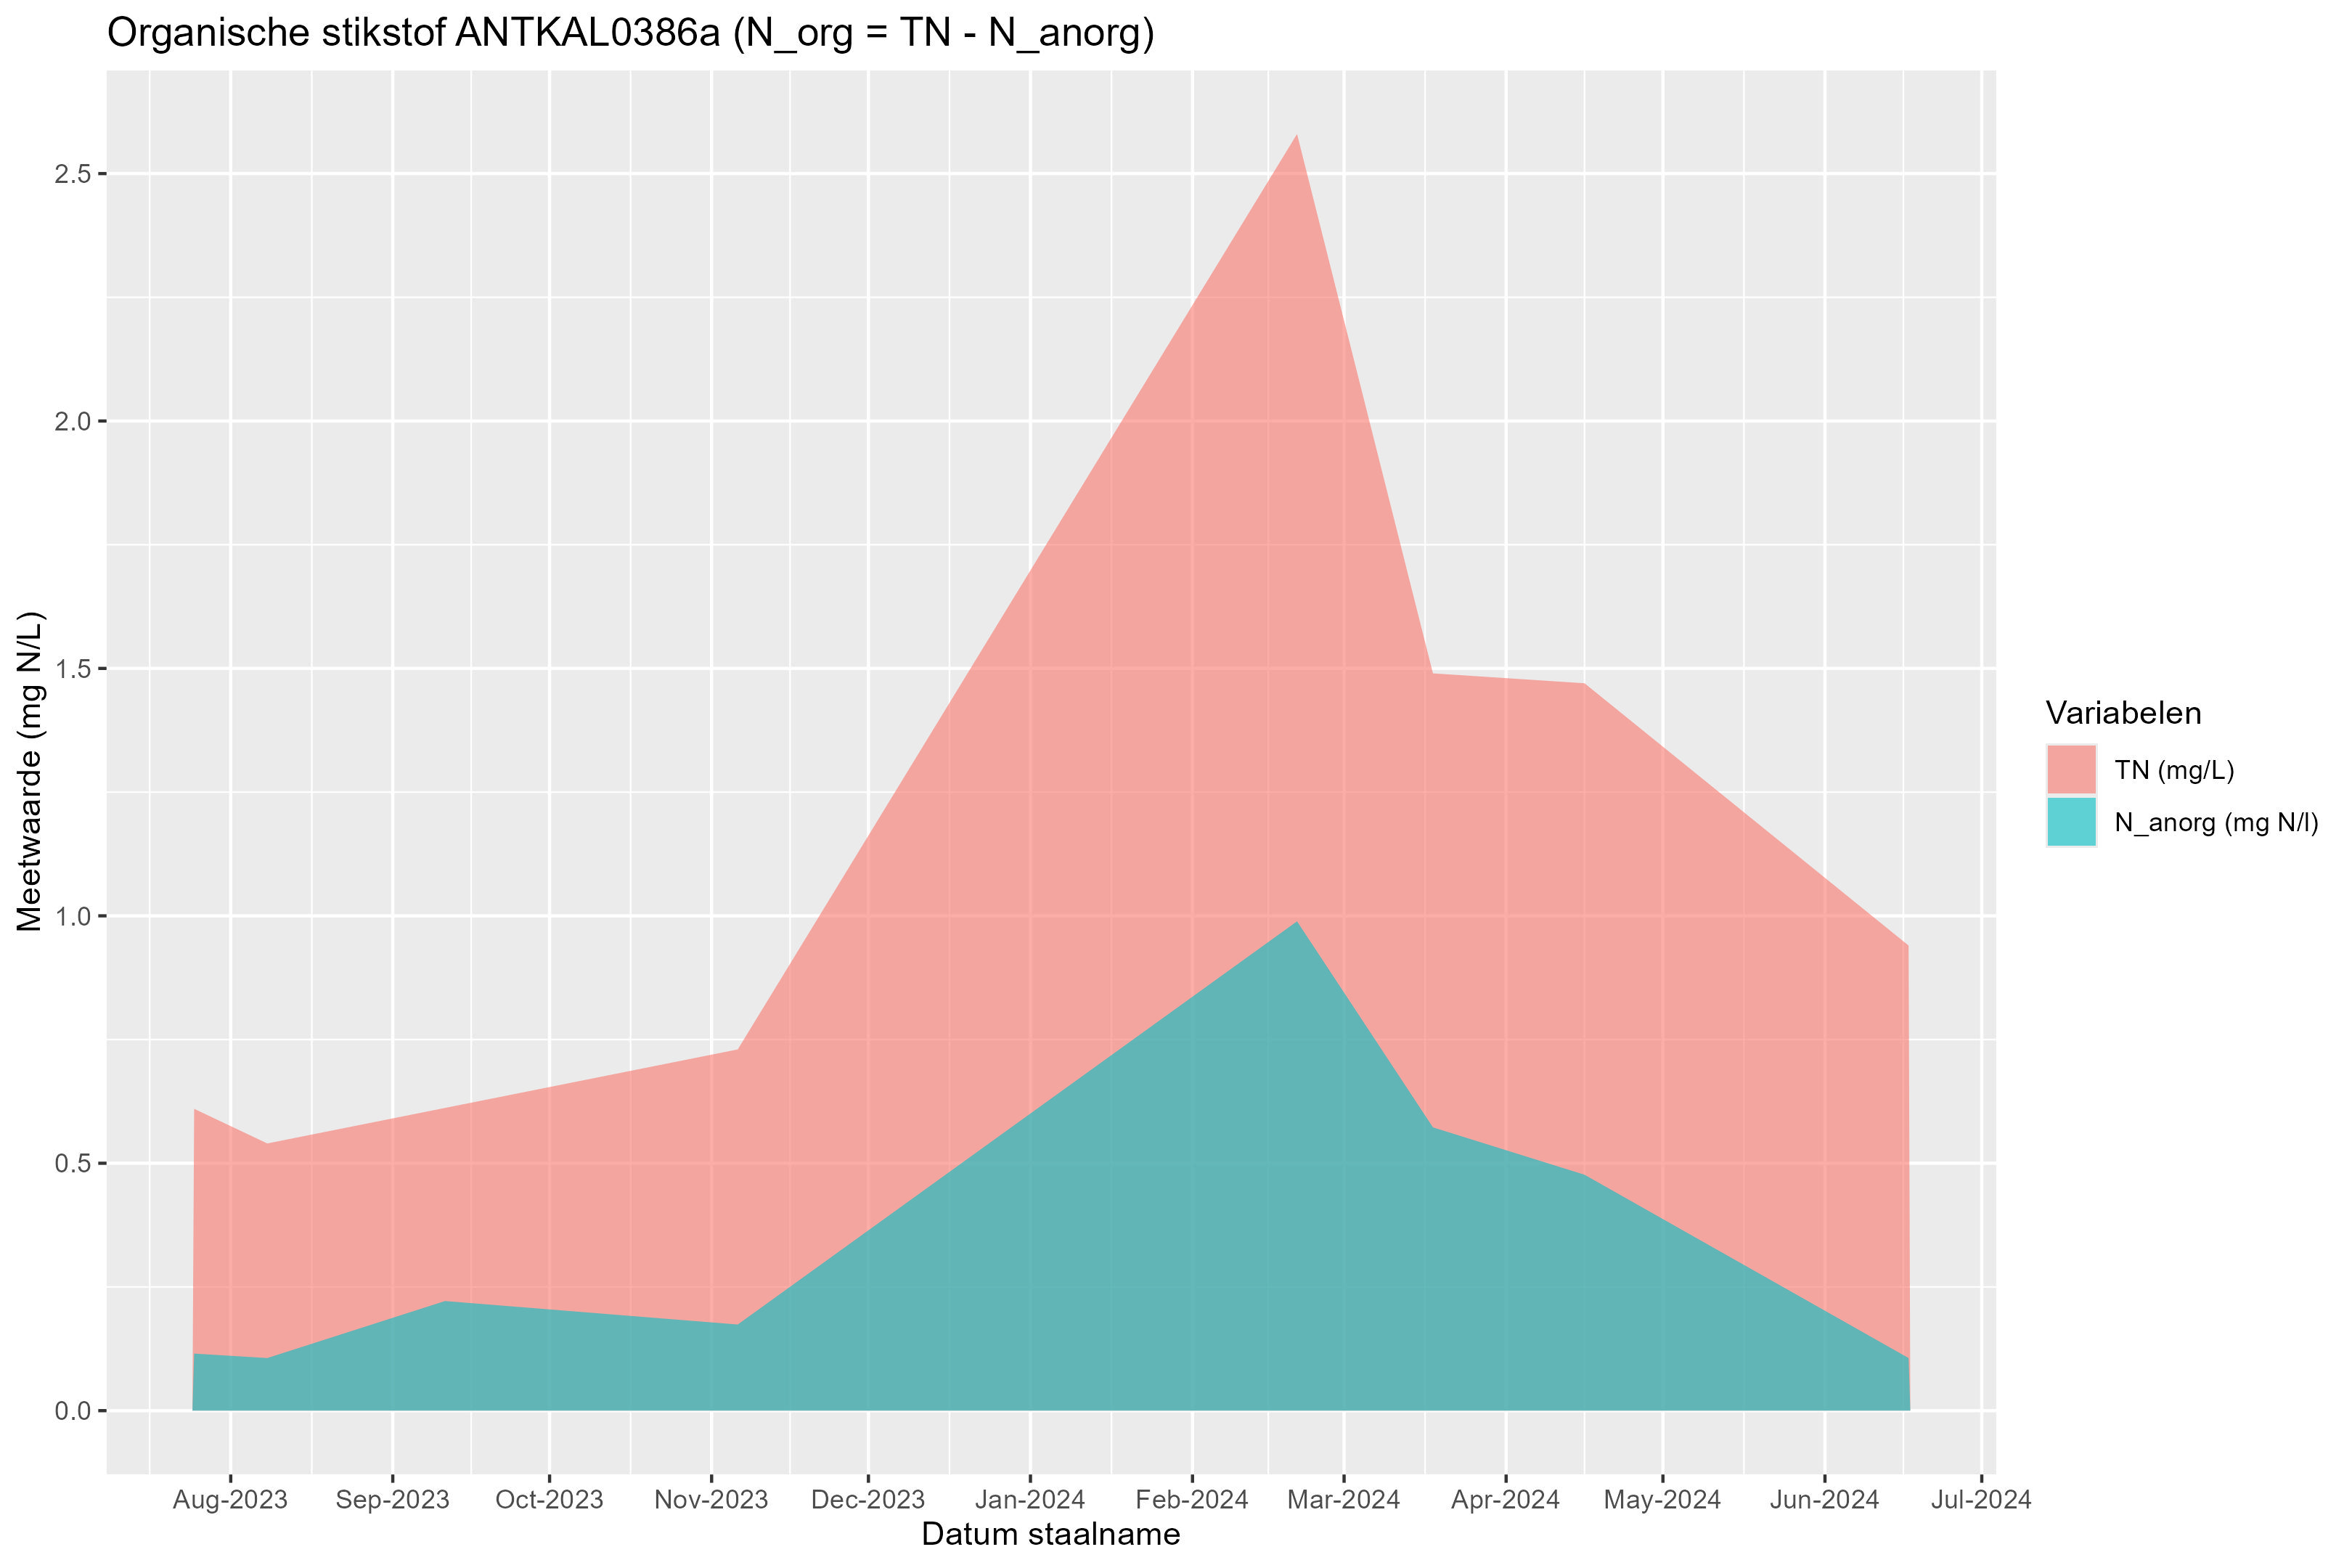 Organische stikstof ANTKAL0386a (N_org = TN - N_anorg)
Meetwaarde (mg N/L)
2.5
2.0
1.5
1.0
0.5
0.0
Aug-2023 Sep-2023 Oct-2023 Nov-2023 Dec-2023 Jan-2024 Feb-2024 Mar-2024 Apr-2024 May-2024 Jun-2024 Jul-2024
Datum staalname
Variabelen
TN (mg/L)
N_anorg (mg N/l)